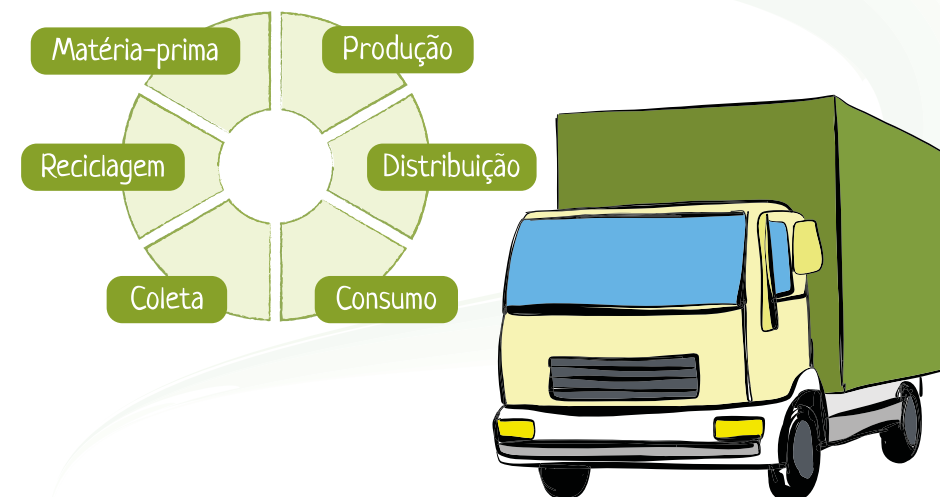 Matéria-prima
Produção
Reciclagem
Distribuição
Coleta
Consumo